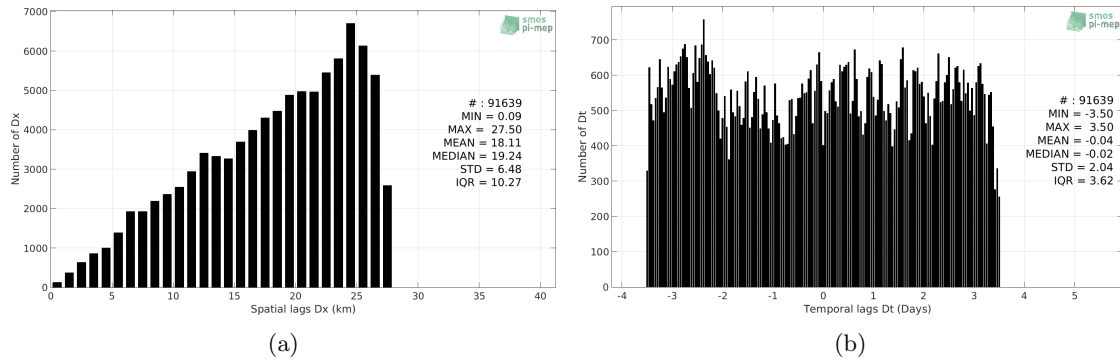 7000
6000
5000
4000
3000
2000
1000
0
Number of Dx
0 5 10 15 20 25 30 35 40
Spatial lags Dx (km)
smos
pi-mep
# : 91639
MIN = 0.09
MAX = 27.50
MEAN = 18.11
MEDIAN = 19.24
STD = 6.48
IQR = 10.27
(a)
700
600
500
400
300
200
100
0
Number of Dt
-4 -3 -2 -1 0 1 2 3 4 5
Temporal lags Dt (Days)
smos
pi-mep
# : 91639
MIN = -3.50
MAX = 3.50
MEAN = -0.04
MEDIAN = -0.02
STD = 2.04
IQR = 3.62
(b)